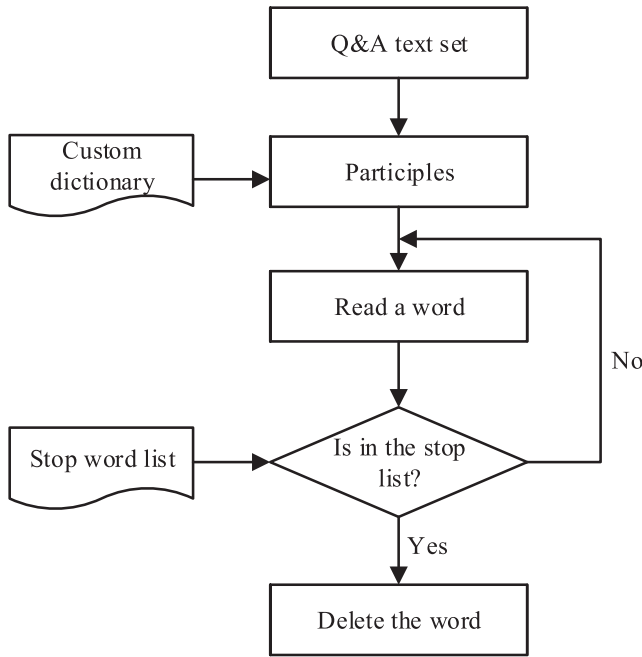 Q&A text set
Custom
dictionary
Participles
Read a word
No
Stop word list
Is in the stop
list?
Yes
Delete the word